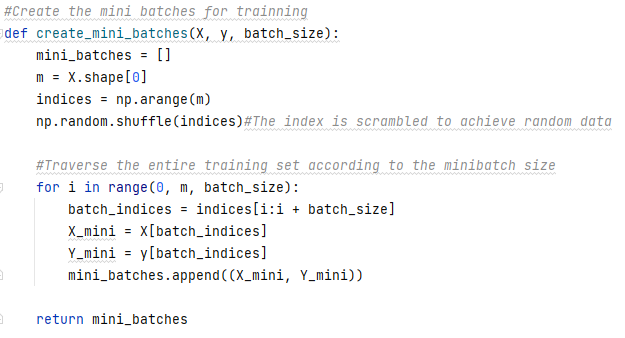 #Create the mini batches for trainning
def create_mini_batches(X, y, batch_size):
    mini_batches = []
    m = X.shape[0]
    indices = np.arange(m)
    np.random.shuffle(indices)#The index is scrambled to achieve random data
    #Traverse the entire training set according to the minibatch size
    for i in range(0, m, batch_size):
        batch_indices = indices[i:i + batch_size]
        X_mini = X[batch_indices]
        Y_mini = y[batch_indices]
        mini_batches.append((X_mini, Y_mini))
    return mini_batches